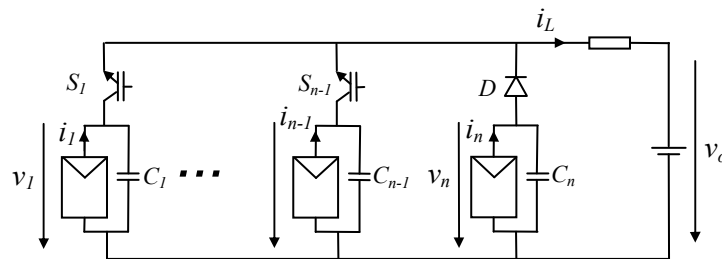 i_L
S_1
S_{n-1}
D
i_1
i_{n-1}
i_n
v_1
C_1
...
C_{n-1}
v_n
C_n
v_o